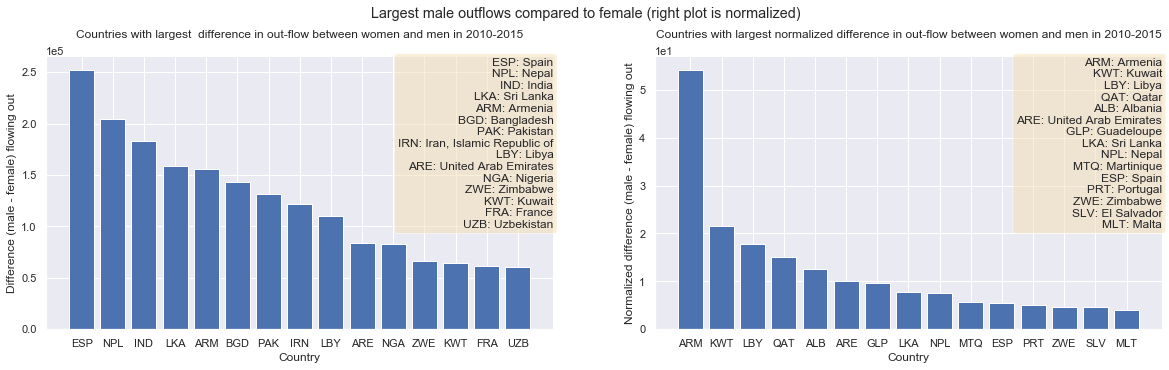 Largest male outflows compared to female (right plot is normalized)
Countries with largest  difference in out-flow between women and men in 2010-2015
1e5
Difference (male - female) flowing out
2.5
2.0
1.5
1.0
0.5
0.0
ESP: Spain
NPL: Nepal
IND: India
LKA: Sri Lanka
ARM: Armenia
BGD: Bangladesh
PAK: Pakistan
IRN: Iran, Islamic Republic of
LBY: Libya
ARE: United Arab Emirates
NGA: Nigeria
ZWE: Zimbabwe
KWT: Kuwait
FRA: France
UZB: Uzbekistan
ESP NPL IND LKA ARM BGD PAK IRN LBY ARE NGA ZWE KWT FRA UZB
Country
Countries with largest normalized difference in out-flow between women and men in 2010-2015
1e1
Normalized difference (male - female) flowing out
5
4
3
2
1
0
ARM: Armenia
KWT: Kuwait
LBY: Libya
QAT: Qatar
ALB: Albania
ARE: United Arab Emirates
GLP: Guadeloupe
LKA: Sri Lanka
NPL: Nepal
MTQ: Martinique
ESP: Spain
PRT: Portugal
ZWE: Zimbabwe
SLV: El Salvador
MLT: Malta
ARM KWT LBY QAT ALB ARE GLP LKA NPL MTQ ESP PRT ZWE SLV MLT
Country